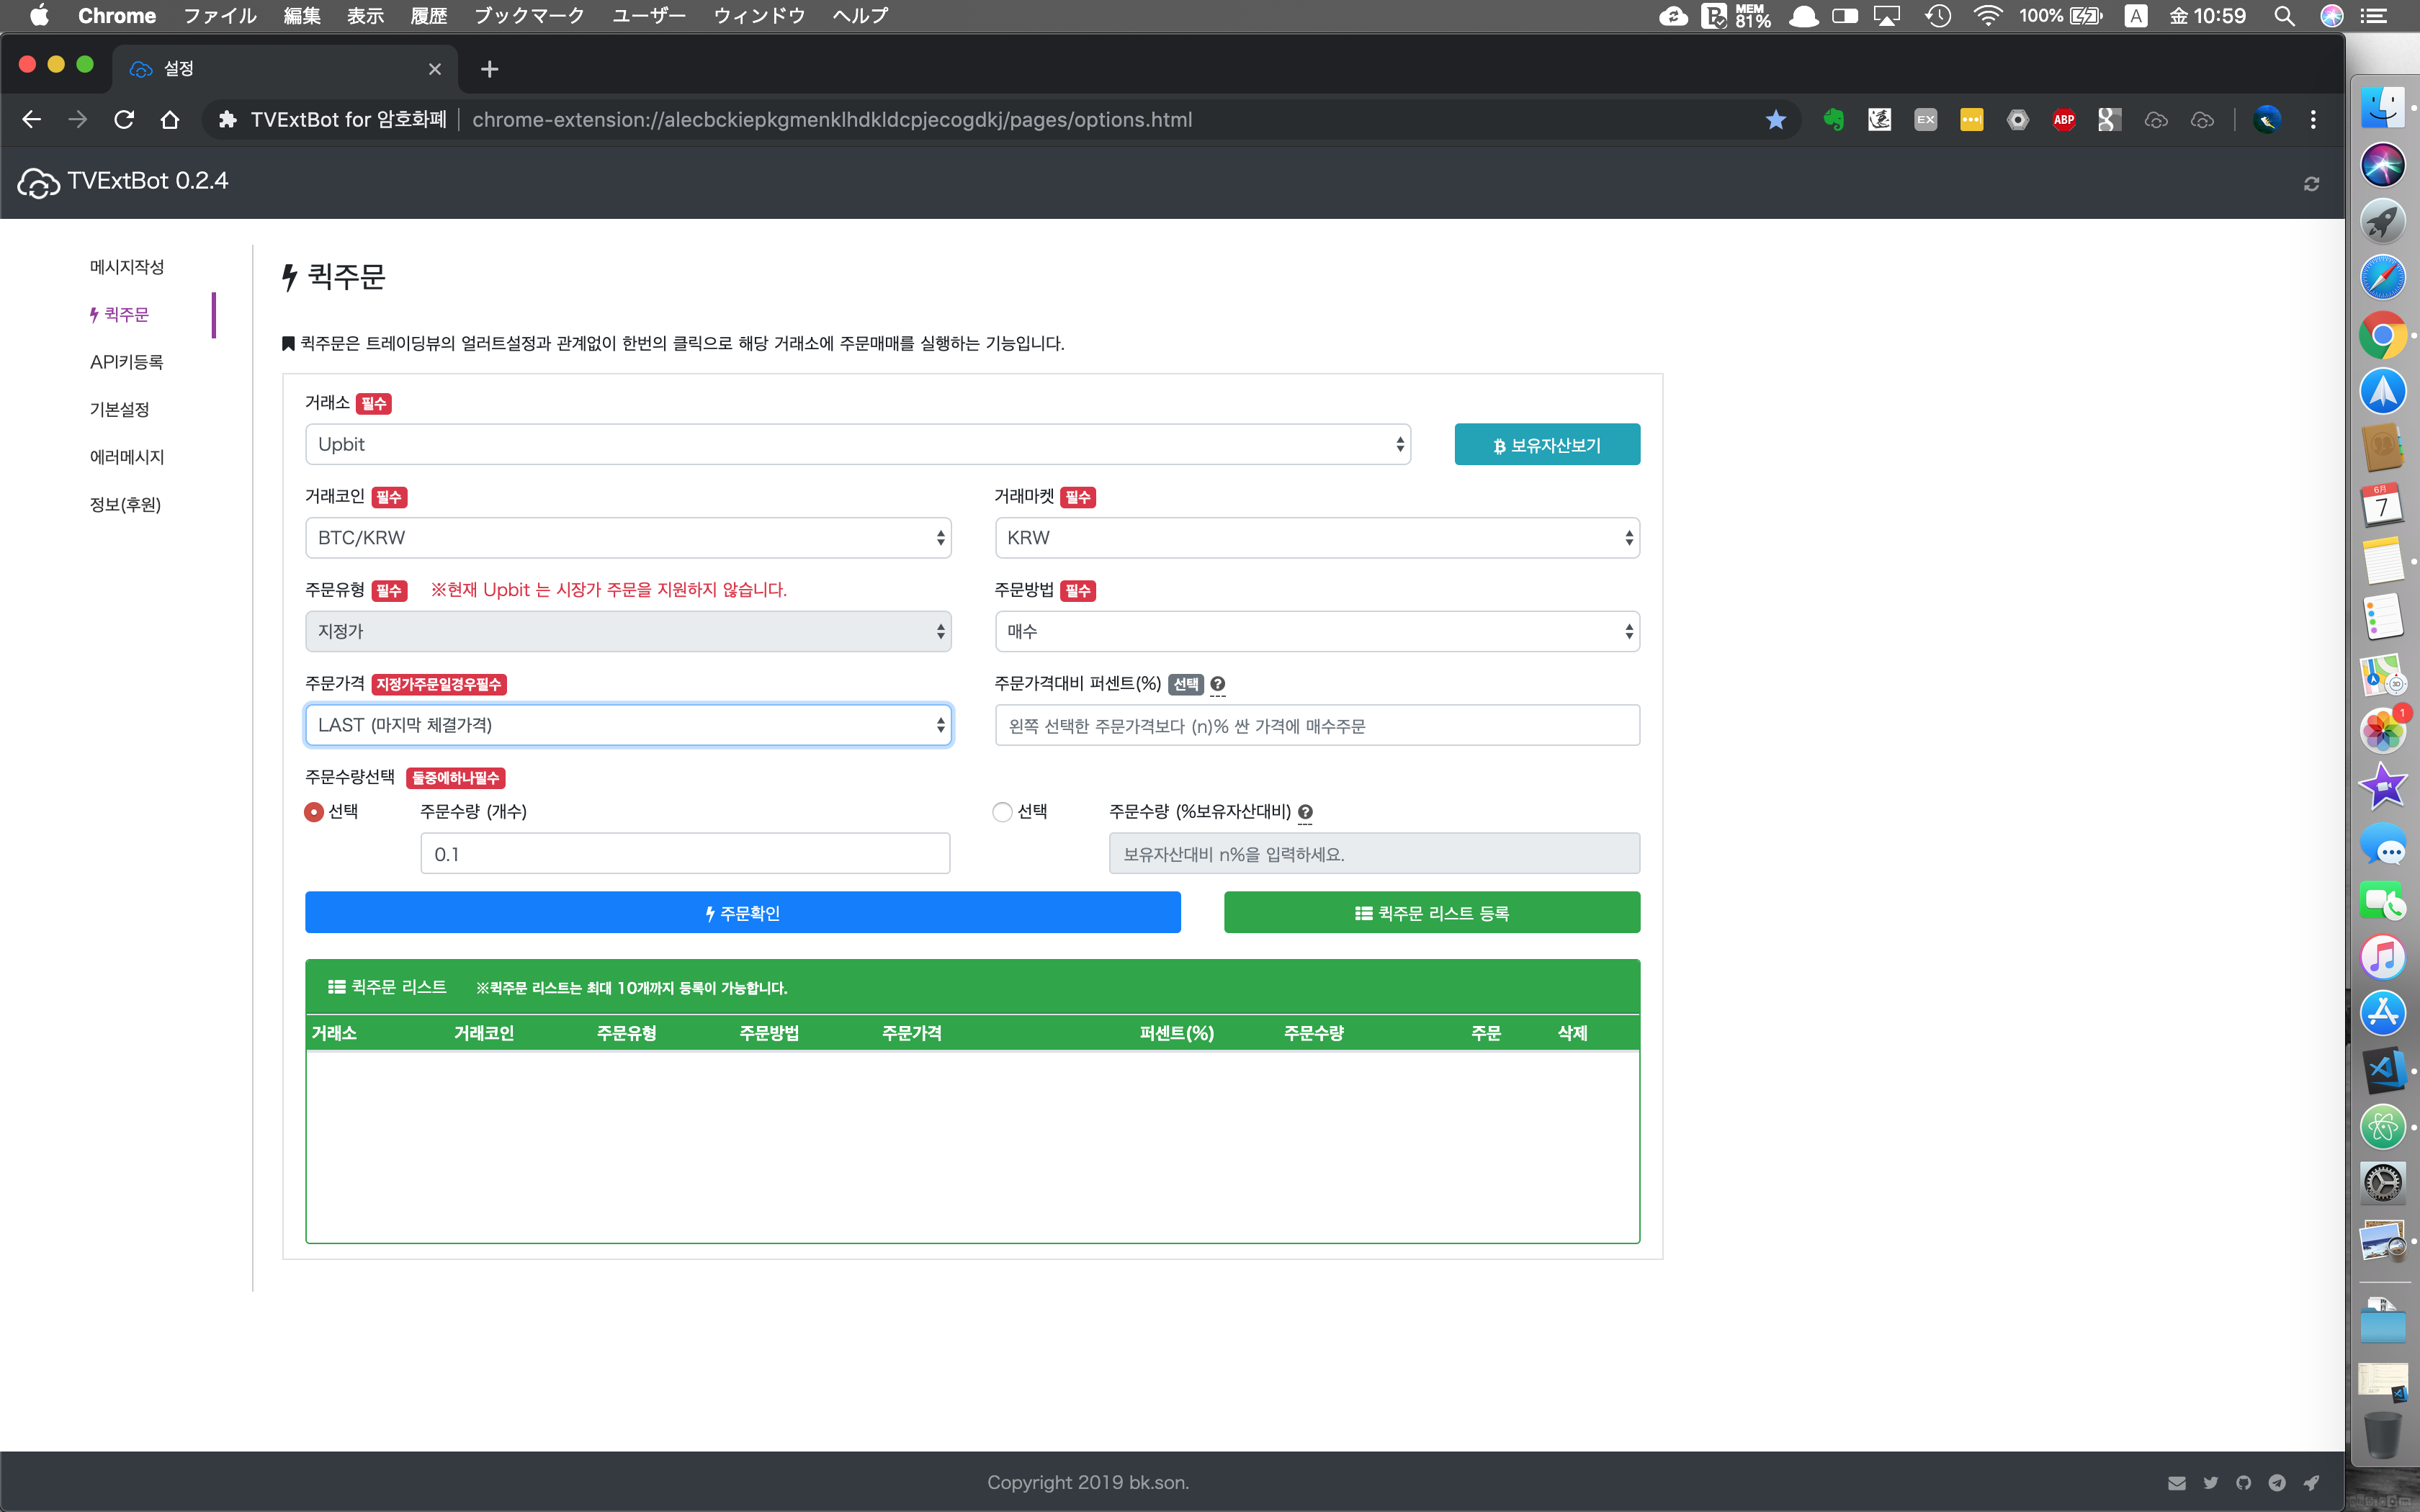 Chrome ファイル 編集 表示 履歴 ブックマーク ユーザー ウィンドウ ヘルプ MEM 81% 100% A 金 10:59
설정
TVExtBot for 암호화폐 chrome-extension://alecbckiepkgmenklhdkldcpjecogdkj/pages/options.html EX ABP
TVExtBot 0.2.4
메시지작성
퀵주문
API키등록
기본설정
에러메시지
정보(후원)
퀵주문
퀵주문은 트레이딩뷰의 얼러트설정과 관계없이 한번의 클릭으로 해당 거래소에 주문매매를 실행하는 기능입니다.
거래소 필수
Upbit
보유자산보기
거래코인 필수
거래마켓 필수
BTC/KRW
KRW
주문유형 필수 ※현재 Upbit 는 시장가 주문을 지원하지 않습니다.
주문방법 필수
지정가
매수
주문가격 지정가주문일경우필수
주문가격대비 퍼센트(%) 선택
LAST (마지막 체결가격)
왼쪽 선택한 주문가격보다 (n)% 싼 가격에 매수주문
주문수량선택 둘중에하나필수
선택 주문수량 (개수)
선택 주문수량 (%보유자산대비)
0.1
보유자산대비 n%을 입력하세요.
주문확인
퀵주문 리스트 등록
퀵주문 리스트 ※퀵주문 리스트는 최대 10개까지 등록이 가능합니다.
거래소 거래코인 주문유형 주문방법 주문가격 퍼센트(%) 주문수량 주문 삭제
Copyright 2019 bk.son.
6月
7
3D
1